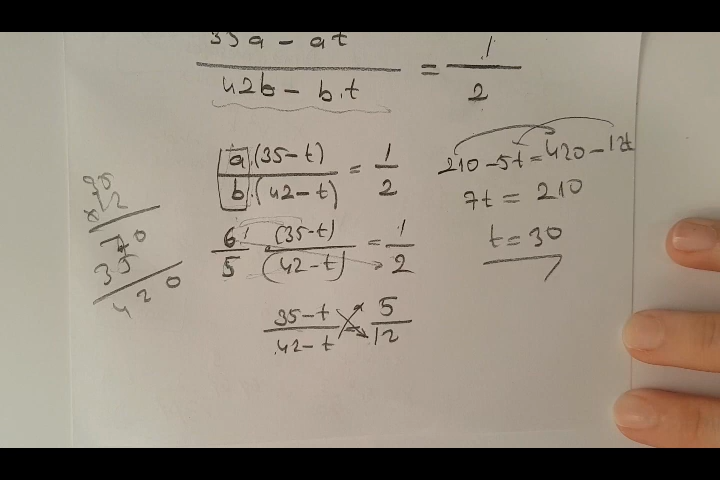 35a - at / 42b - b.t = 1/2
a.(35-t) / b.(42-t) = 1/2
6/5 . (35-t)/(42-t) = 1/2
35-t / 42-t = 5/12
210 - 5t = 420 - 12t
7t = 210
t = 30
35
x12
70
35
420